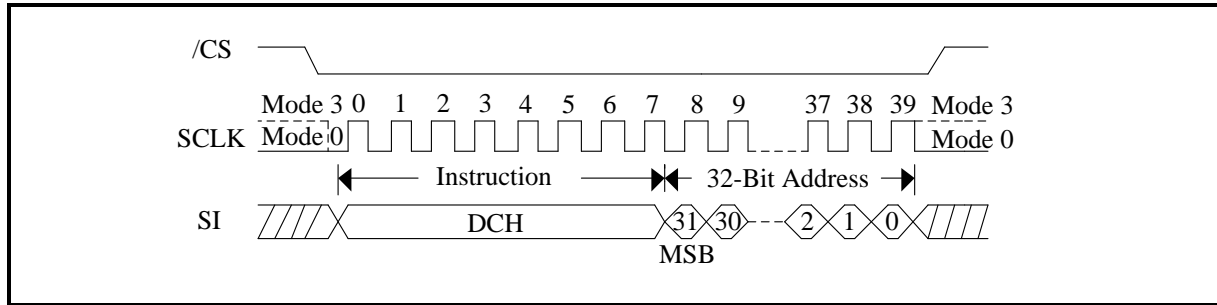 /CS
Mode 3 0 1 2 3 4 5 6 7 8 9 37 38 39 Mode 3
SCLK Mode 0 Mode 0
Instruction 32-Bit Address
SI DCH 31 30 2 1 0
MSB